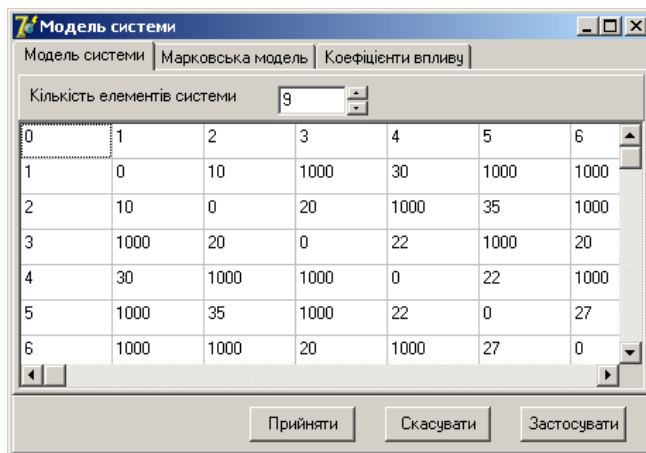 Модель системи
Модель системи Марковська модель Коефіцієнти впливу
Кількість елементів системи 9
0 1 2 3 4 5 6
1 0 10 1000 30 1000 1000
2 10 0 20 1000 35 1000
3 1000 20 0 22 1000 20
4 30 1000 1000 0 22 1000
5 1000 35 1000 22 0 27
6 1000 1000 20 1000 27 0
Прийняти Скасувати Застосувати